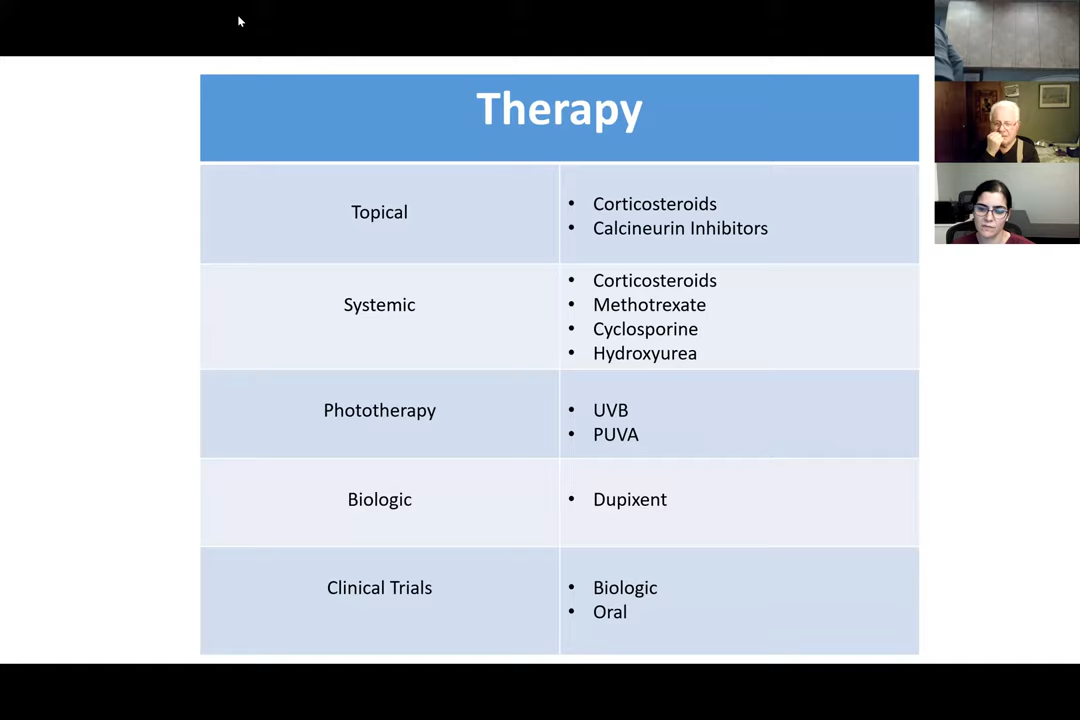 Therapy
Topical
• Corticosteroids
• Calcineurin Inhibitors
Systemic
• Corticosteroids
• Methotrexate
• Cyclosporine
• Hydroxyurea
Phototherapy
• UVB
• PUVA
Biologic
• Dupixent
Clinical Trials
• Biologic
• Oral